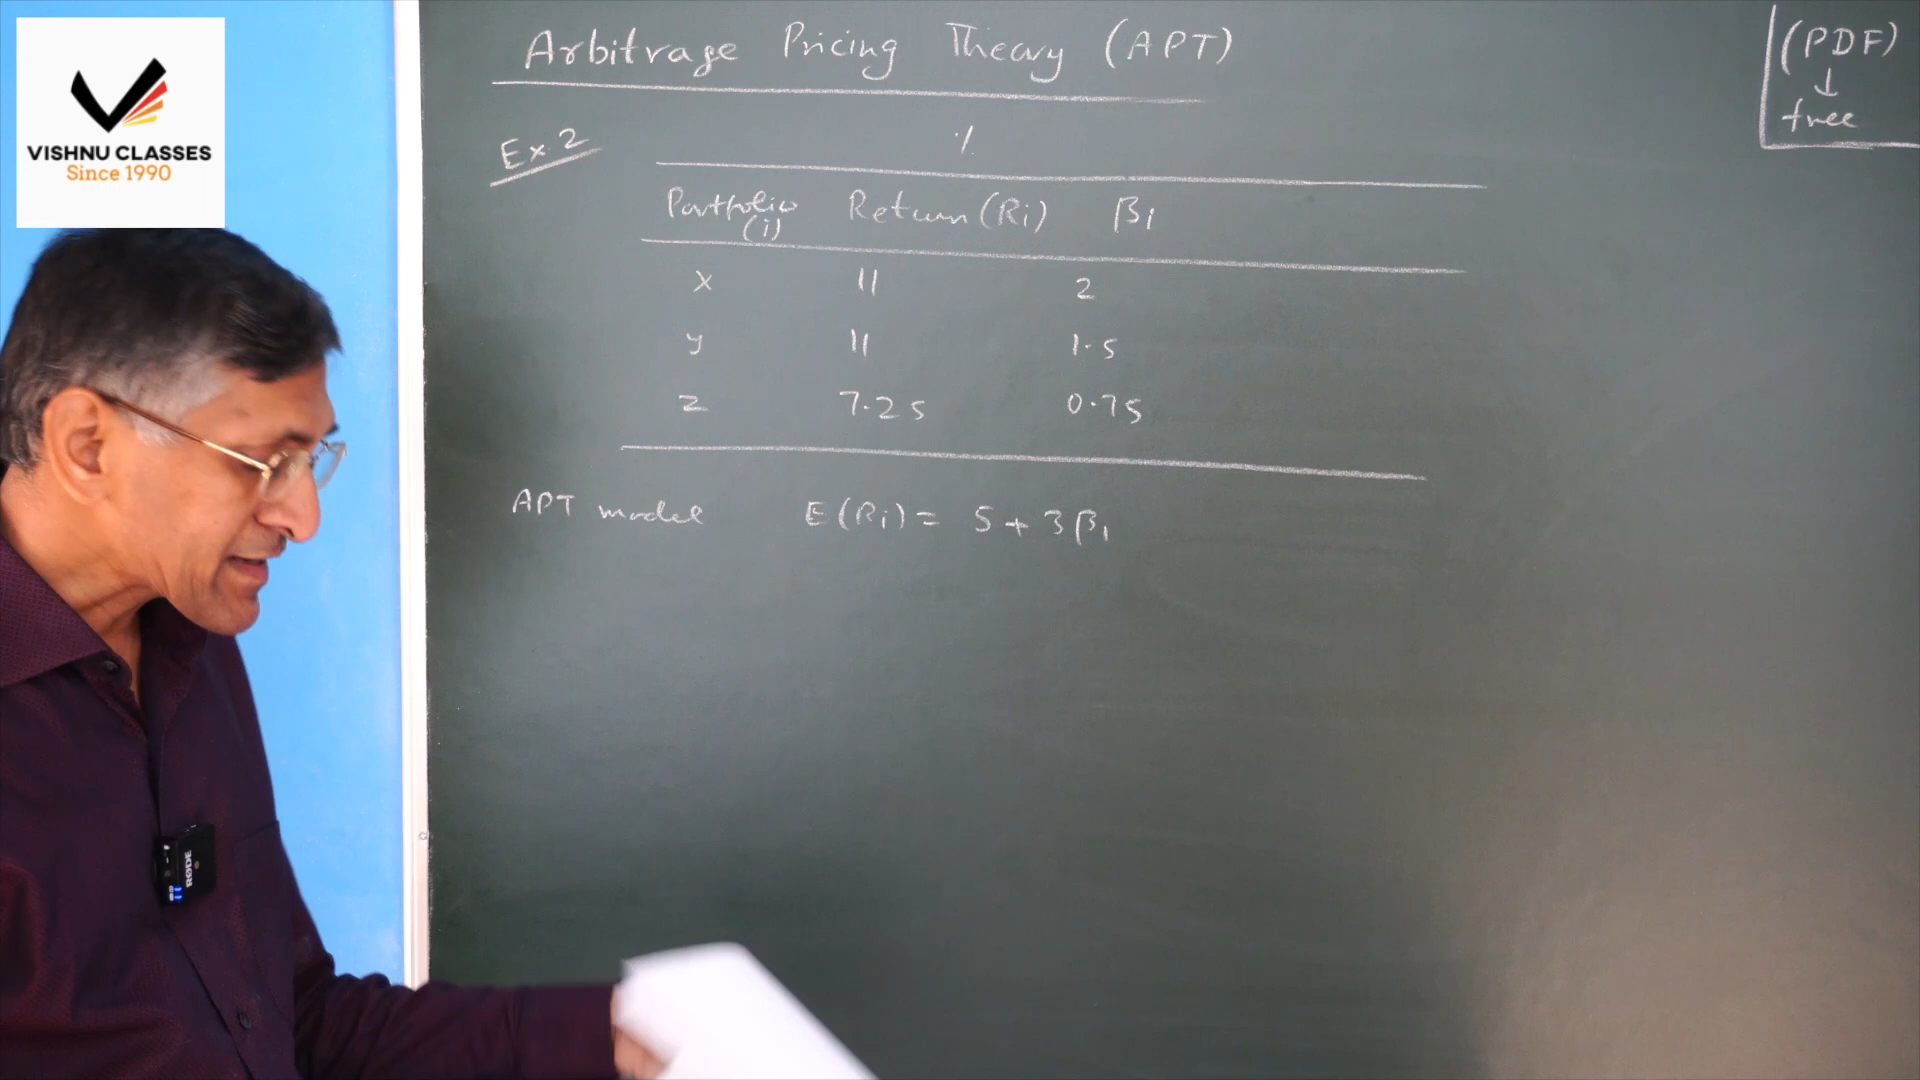 VISHNU CLASSES
Since 1990
Arbitrage Pricing Theory (APT)
(PDF)
↓
free
Ex. 2
%
Portfolio (i) Return (Ri) β1
X 11 2
Y 11 1.5
Z 7.25 0.75
APT model E(Ri) = 5 + 3β1
RØDE